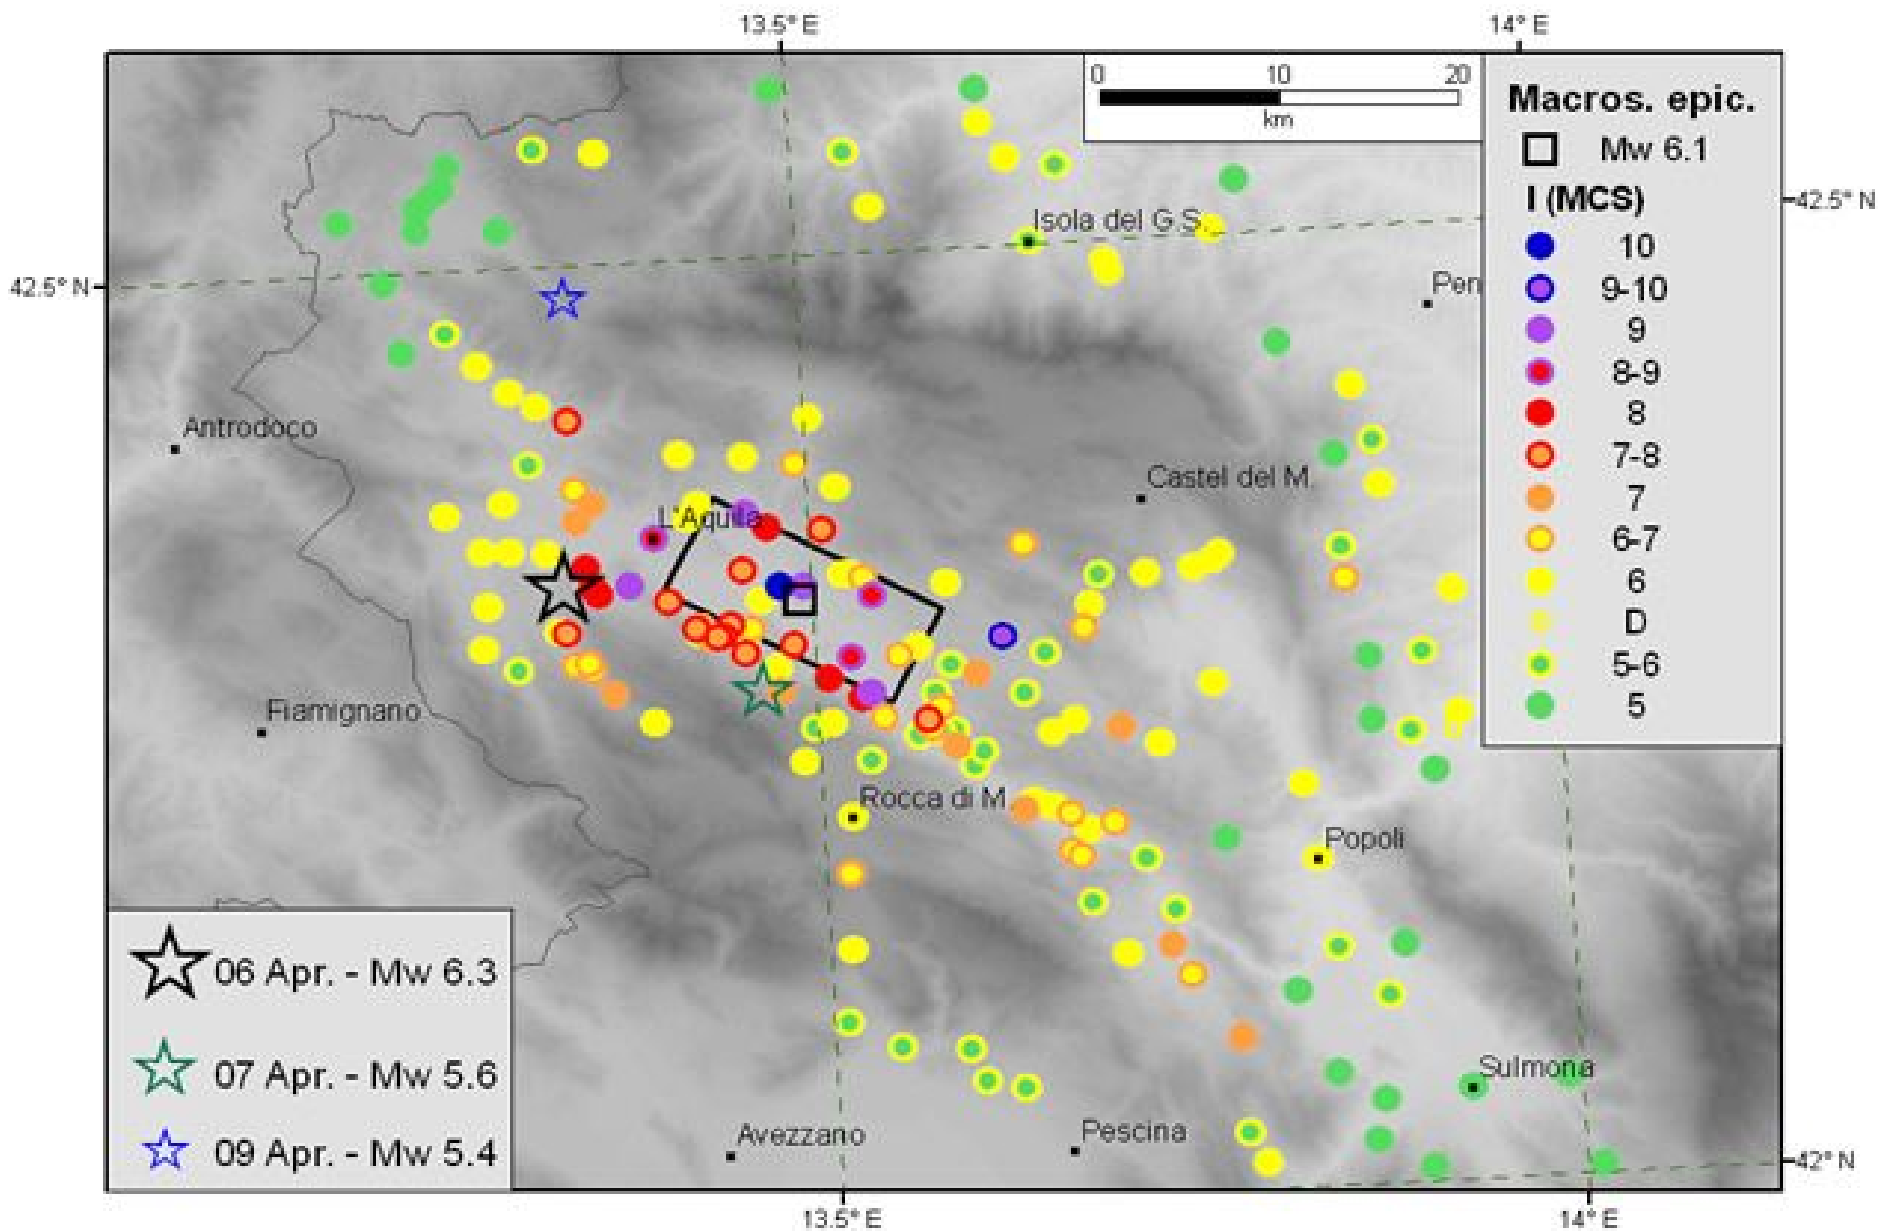 13.5° E
14° E
0 10 20
km
Macros. epic.
Mw 6.1
I (MCS)
10
9-10
9
8-9
8
7-8
7
6-7
6
D
5-6
5
42.5° N
Isola del G.S.
42.5° N
Pen
Antrodoco
Castel del M.
L'Aquila
Fiamignano
Rocca di M.
Popoli
06 Apr. - Mw 6.3
07 Apr. - Mw 5.6
09 Apr. - Mw 5.4
Sulmona
Avezzano
Pescina
42° N
13.5° E
14° E